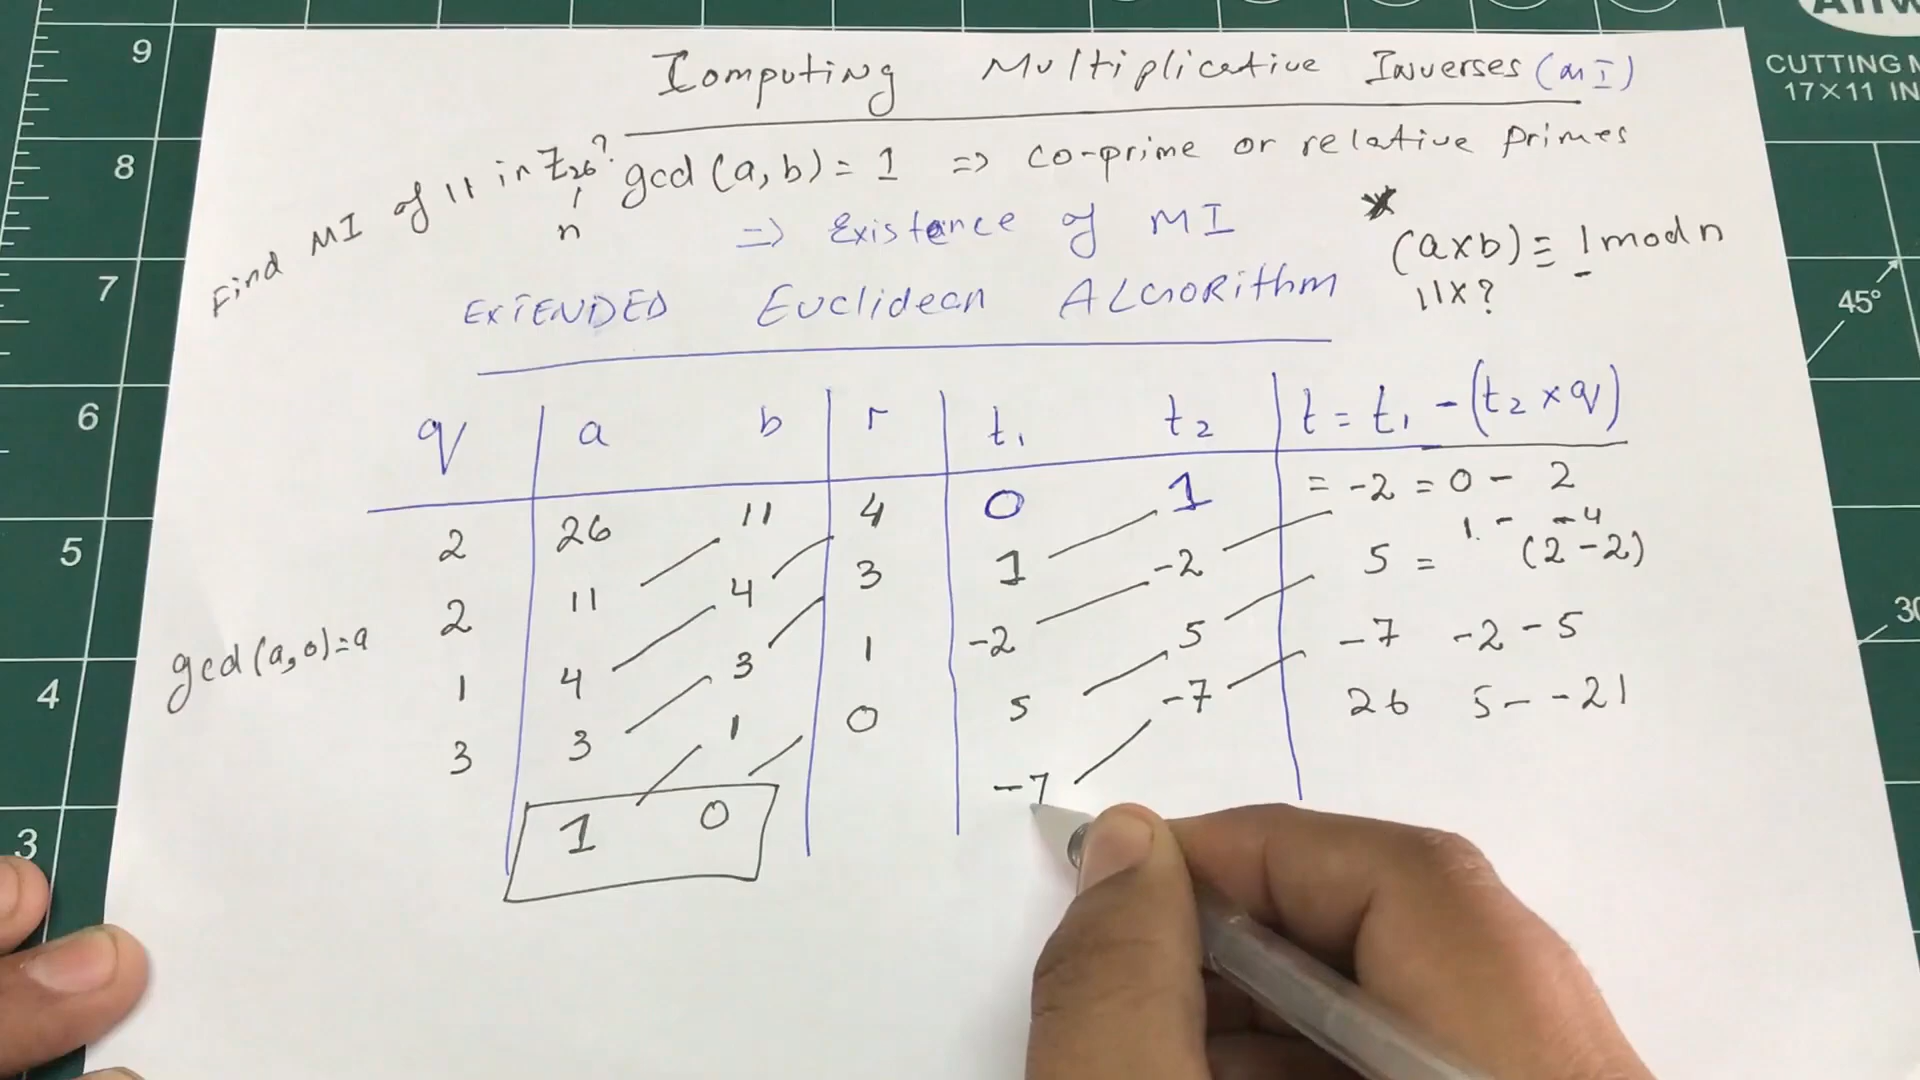 Computing Multiplicative Inverses (MI)
Find MI of 11 in Z26?
n
gcd (a, b) = 1 => co-prime or relative primes
=> Existence of MI
(a x b) ≡ 1 mod n
11 x ?
EXTENDED Euclidean ALGORithm
q a b r t1 t2 t = t1 - (t2 x q)
2 26 11 4 0 1 = -2 = 0 - 2
2 11 4 3 1 -2 5 = 1 - -4 (2 - 2)
1 4 3 1 -2 5 -7 -2 - 5
3 3 1 0 5 -7 26 5 - -21
1 0 -7
gcd (a, 0) = a
9
8
7
6
5
4
3
CUTTING
17 X 11 IN
45°